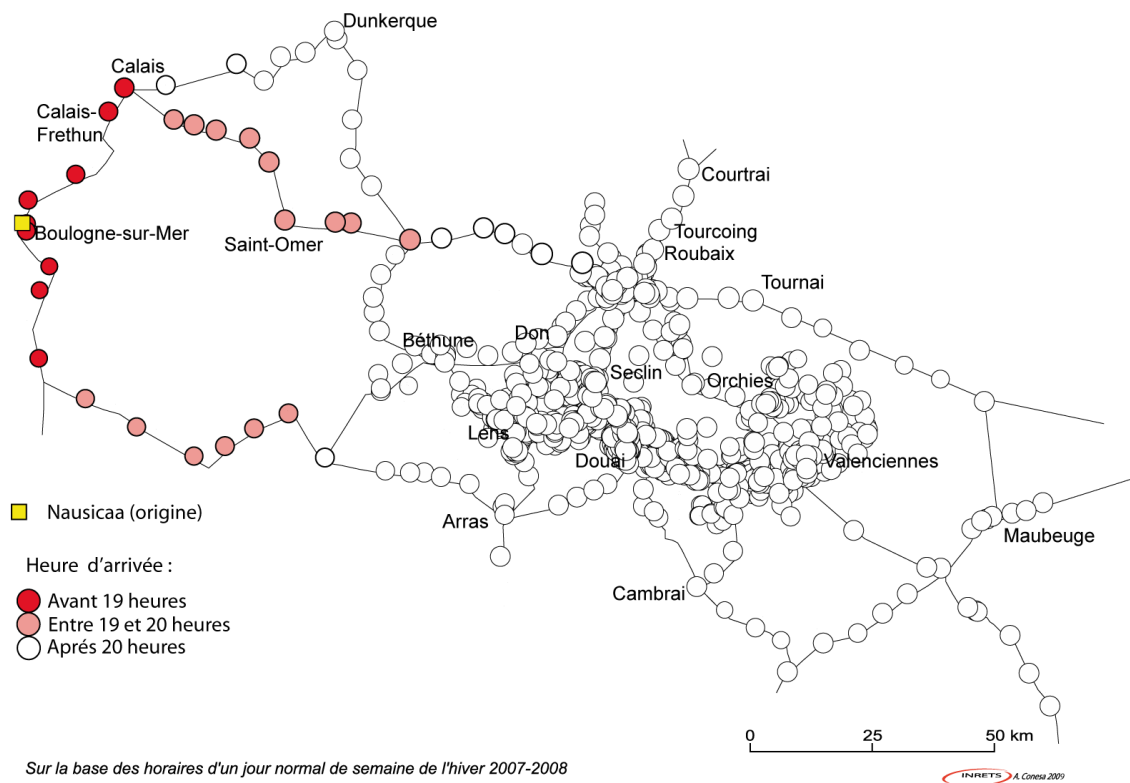 Dunkerque
Calais
Calais-
Frethun
Courtrai
Boulogne-sur-Mer
Saint-Omer
Tourcoing
Roubaix
Tournai
Béthune
Don
Seclin
Orchies
Lens
Douai
Valenciennes
Nausicaa (origine)
Arras
Maubeuge
Heure d'arrivée :
Avant 19 heures
Cambrai
Entre 19 et 20 heures
Aprés 20 heures
0 25 50 km
Sur la base des horaires d'un jour normal de semaine de l'hiver 2007-2008
INRETS A. Conesa 2009